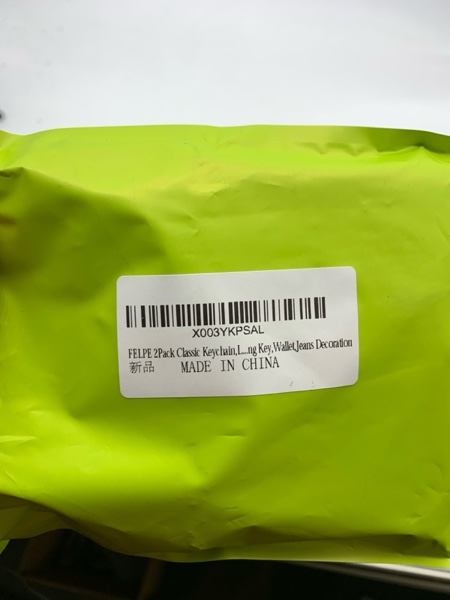 X003YKPSAL
FELPE 2Pack Classic Keychain,L...ng Key,Wallet,Jeans Decoration
新品 MADE IN CHINA